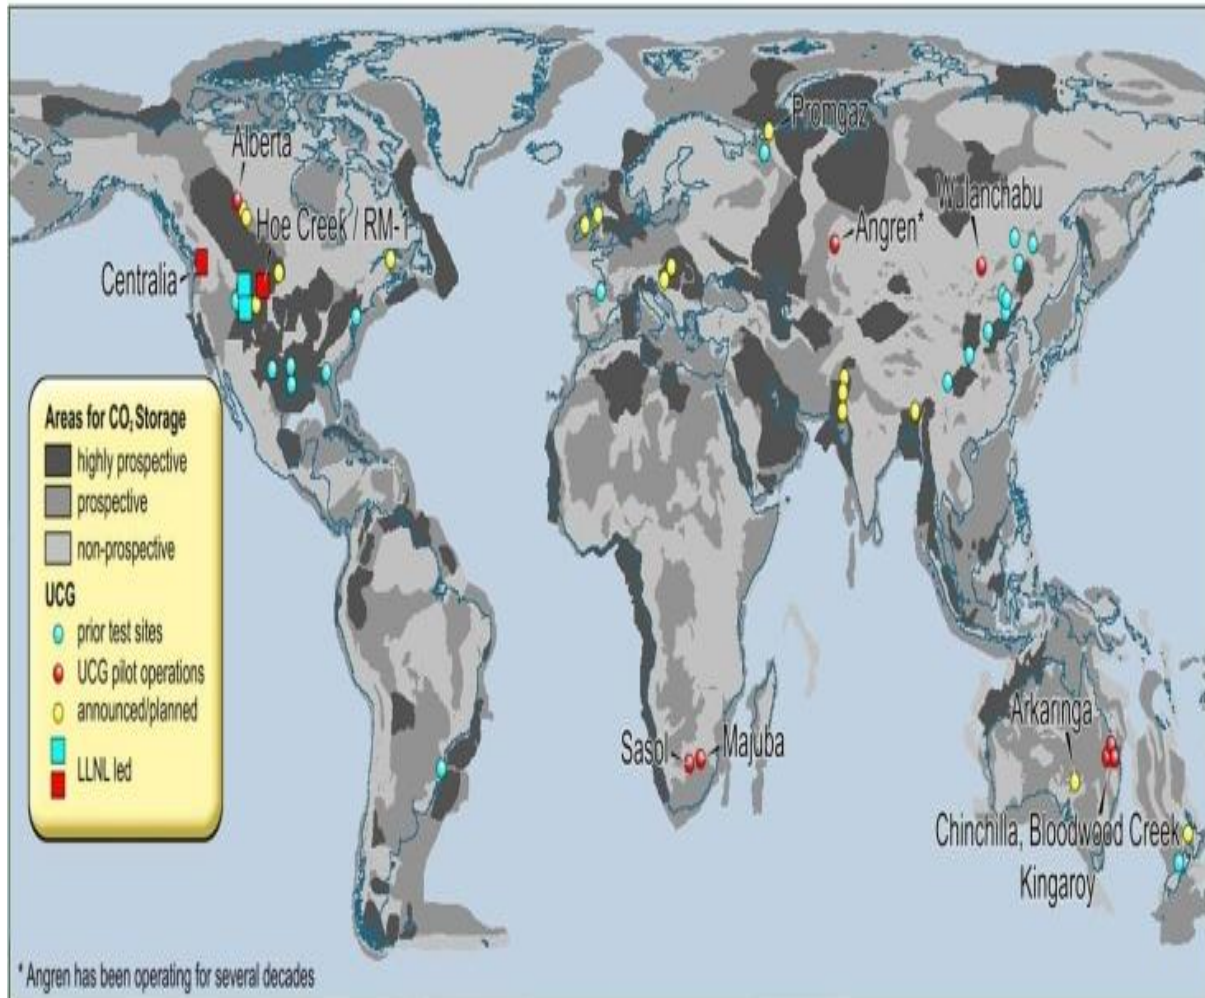 Promgaz
Alberta
Wulanchabu
Hoe Creek / RM-1
Angren*
Centralia
Areas for CO₂ Storage
highly prospective
prospective
non-prospective
UCG
prior test sites
UCG pilot operations
announced/planned
LLNL led
Arkaringa
Sasol
Majuba
Chinchilla, Bloodwood Creek
Kingaroy
* Angren has been operating for several decades